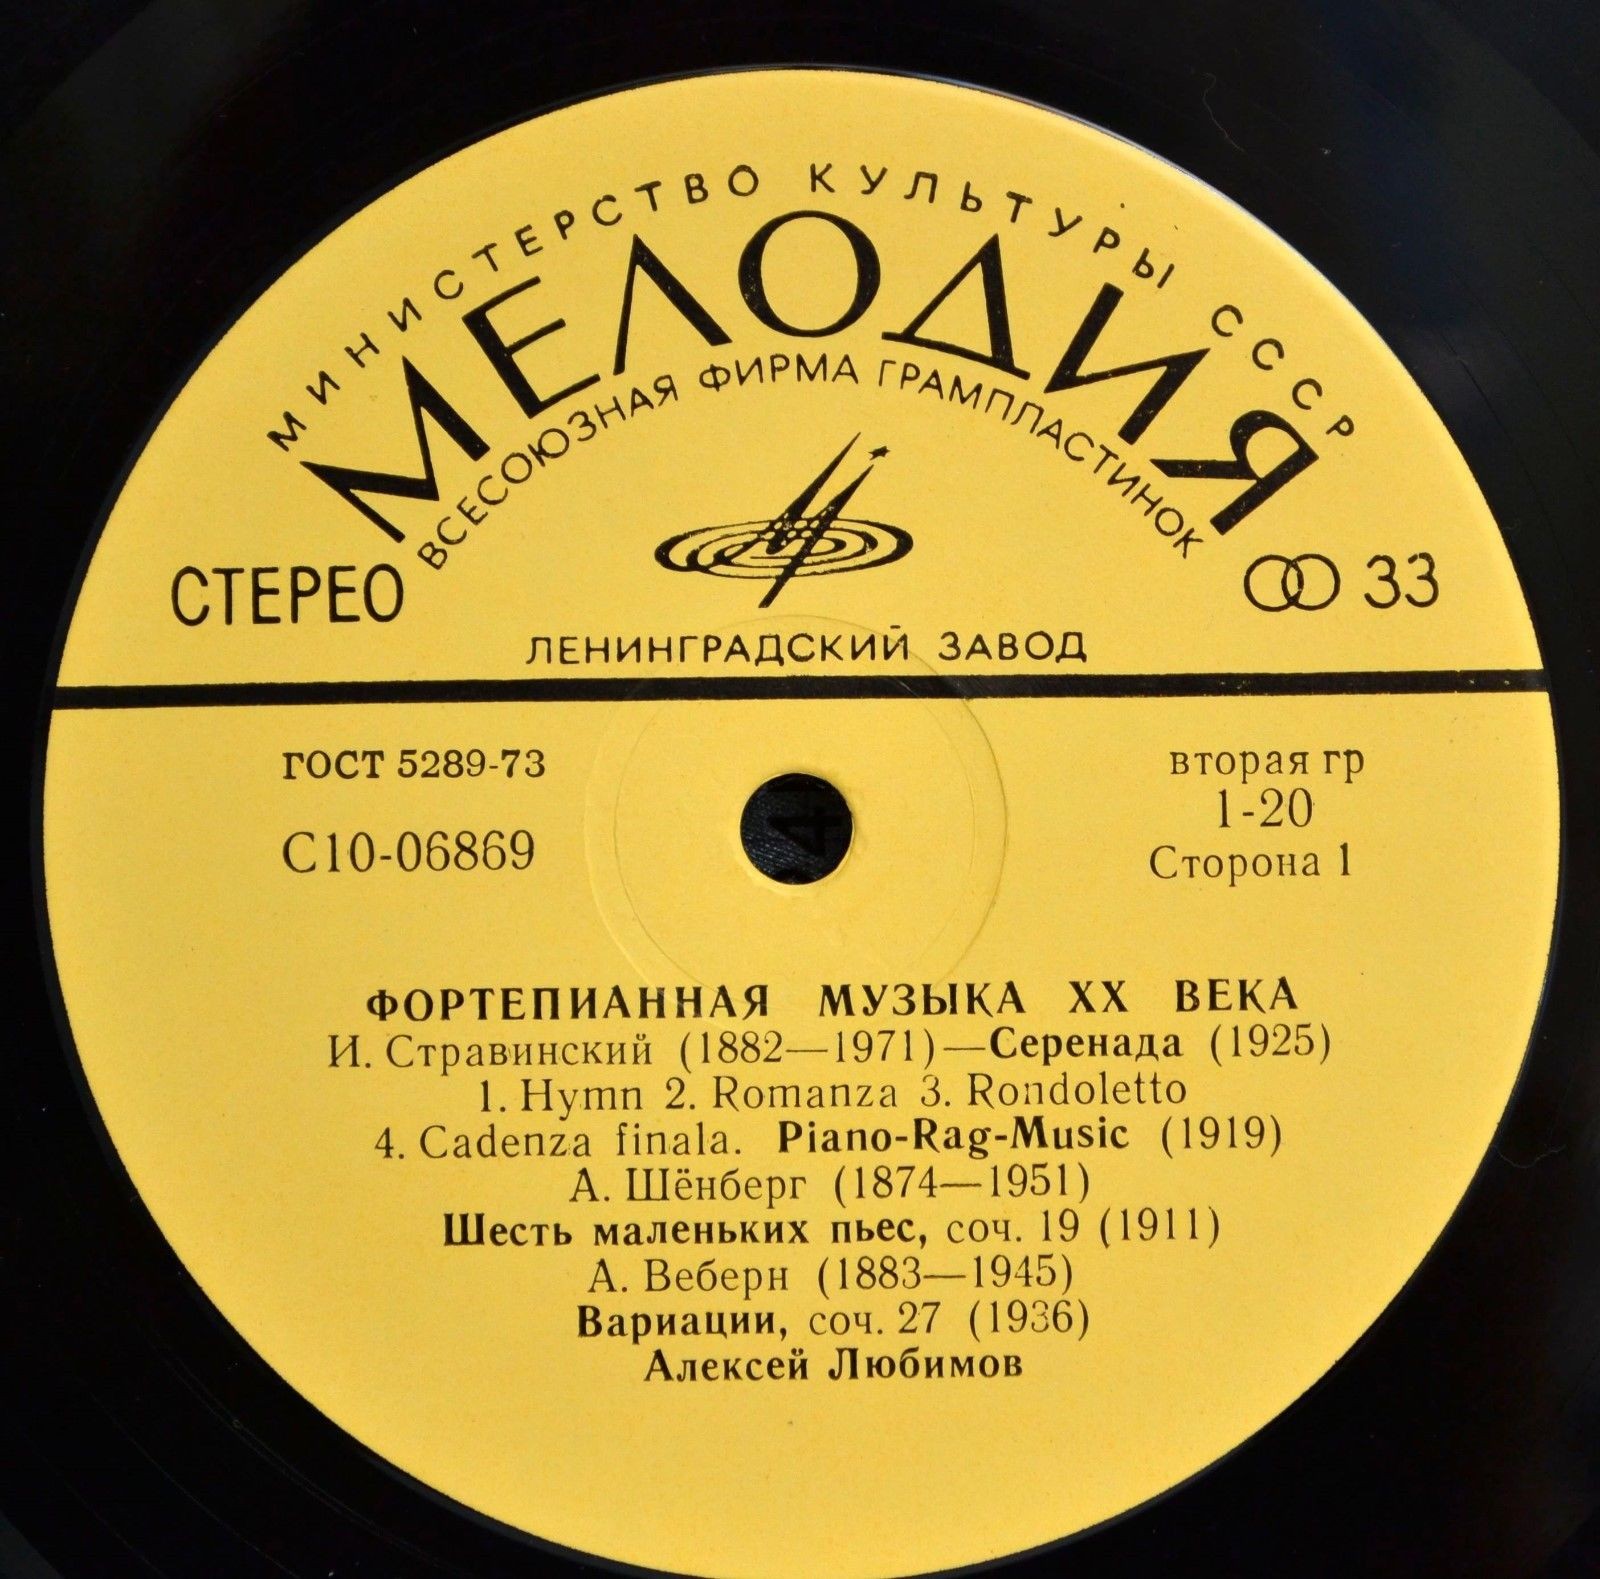 МИНИСТЕРСТВО КУЛЬТУРЫ СССР
МЕЛОДИЯ
ВСЕСОЮЗНАЯ ФИРМА ГРАМПЛАСТИНОК
СТЕРЕО
33
ЛЕНИНГРАДСКИЙ ЗАВОД
ГОСТ 5289-73
С10-06869
вторая гр
1-20
Сторона 1
ФОРТЕПИАННАЯ МУЗЫКА XX ВЕКА
И. Стравинский (1882—1971)—Серенада (1925)
1. Hymn 2. Romanza 3. Rondoletto
4. Cadenza finala. Piano-Rag-Music (1919)
А. Шёнберг (1874—1951)
Шесть маленьких пьес, соч. 19 (1911)
А. Веберн (1883—1945)
Вариации, соч. 27 (1936)
Алексей Любимов